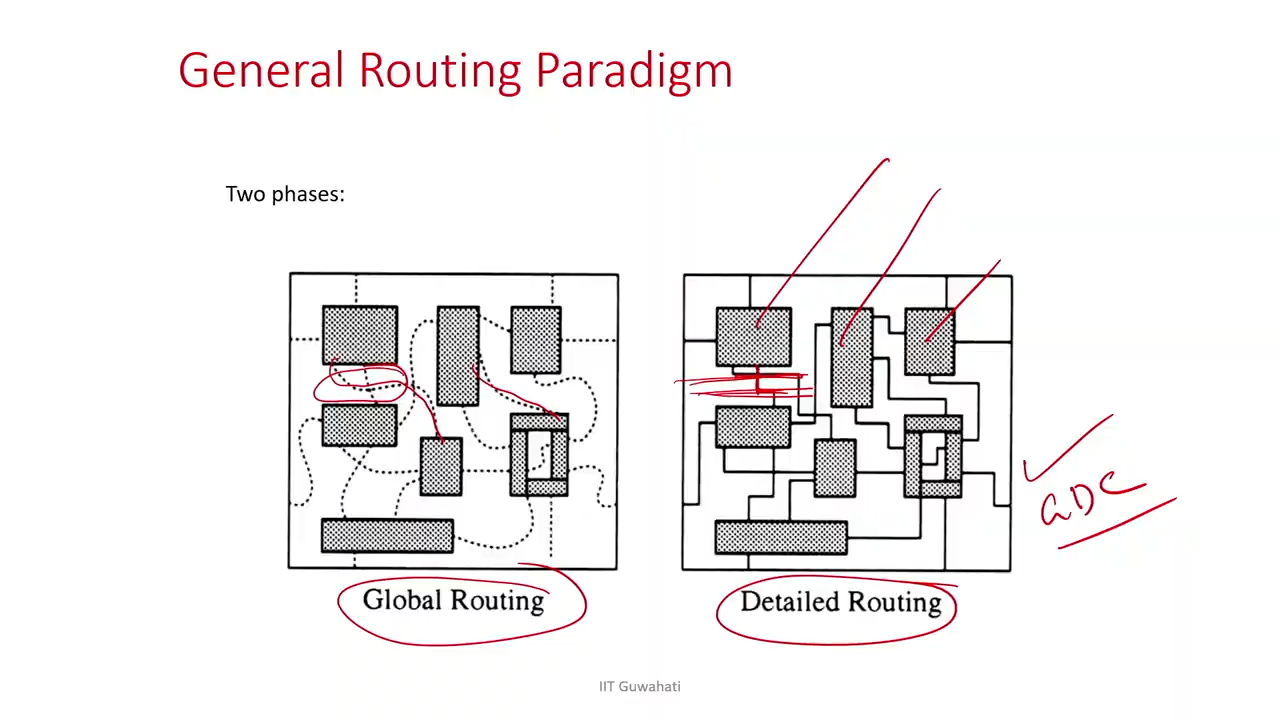 General Routing Paradigm
Two phases:
Global Routing
Detailed Routing
IIT Guwahati